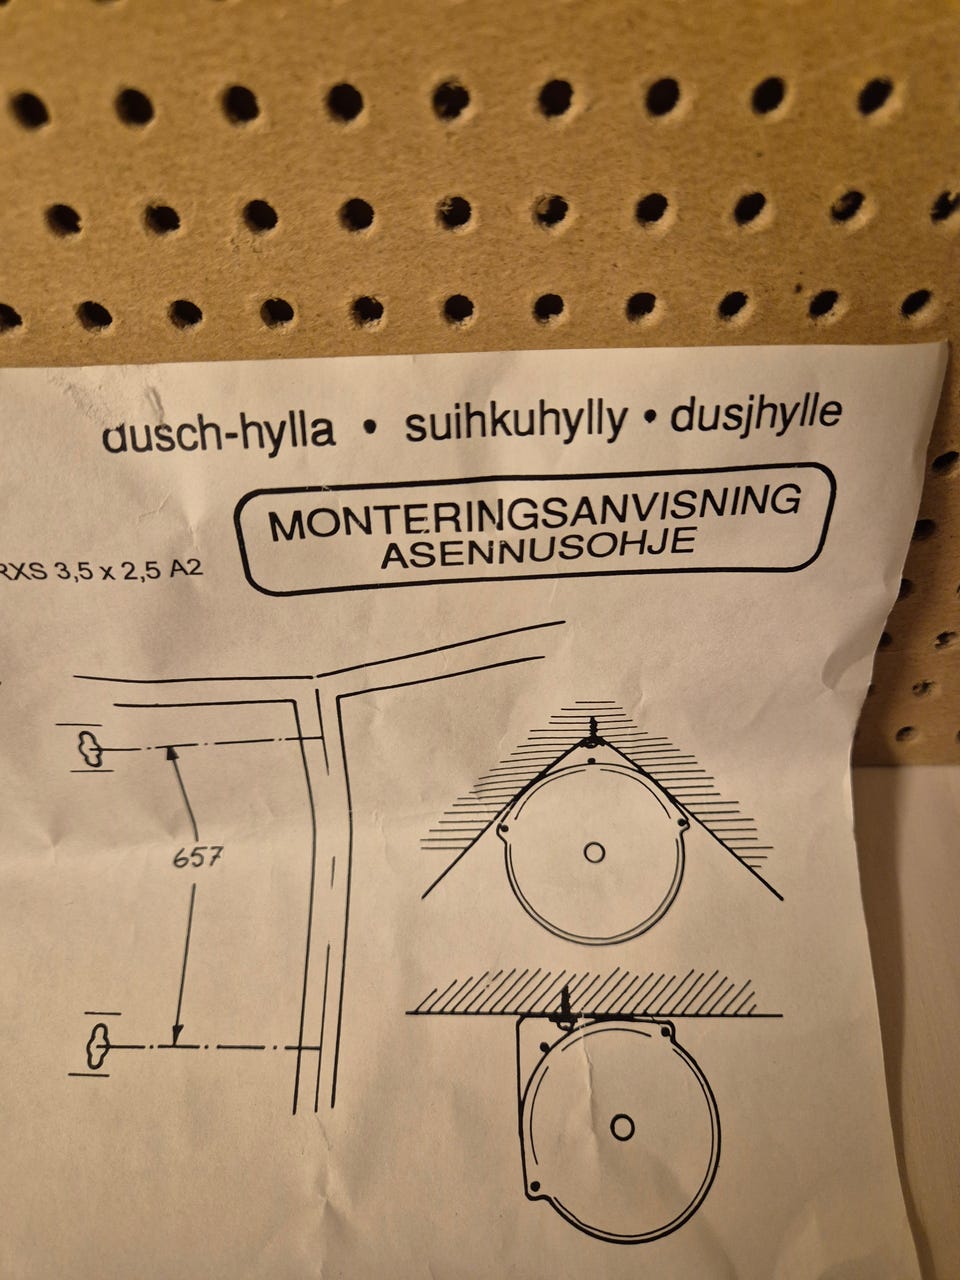 dusch-hylla • suihkuhylly • dusjhylle
MONTERINGSANVISNING
ASENNUSOHJE
RXS 3,5 x 2,5 A2
657